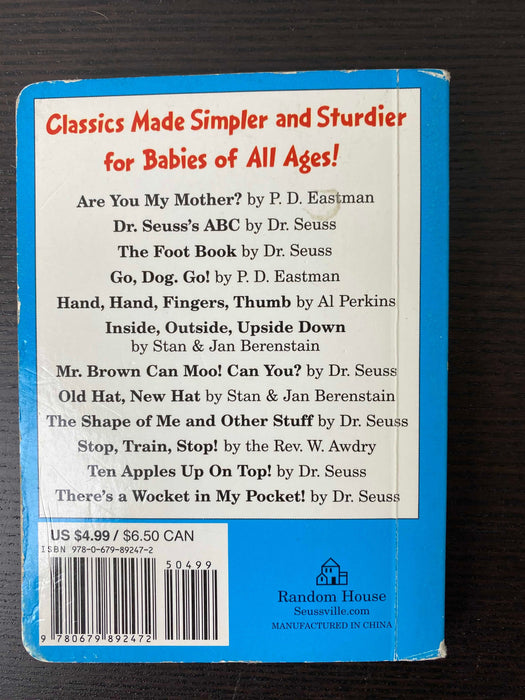 Classics Made Simpler and Sturdier
for Babies of All Ages!
Are You My Mother? by P. D. Eastman
Dr. Seuss's ABC by Dr. Seuss
The Foot Book by Dr. Seuss
Go, Dog. Go! by P. D. Eastman
Hand, Hand, Fingers, Thumb by Al Perkins
Inside, Outside, Upside Down
by Stan & Jan Berenstain
Mr. Brown Can Moo! Can You? by Dr. Seuss
Old Hat, New Hat by Stan & Jan Berenstain
The Shape of Me and Other Stuff by Dr. Seuss
Stop, Train, Stop! by the Rev. W. Awdry
Ten Apples Up On Top! by Dr. Seuss
There's a Wocket in My Pocket! by Dr. Seuss
US $4.99 / $6.50 CAN
ISBN 978-0-679-89247-2
50499
9 780679 892472
Random House
Seussville.com
MANUFACTURED IN CHINA